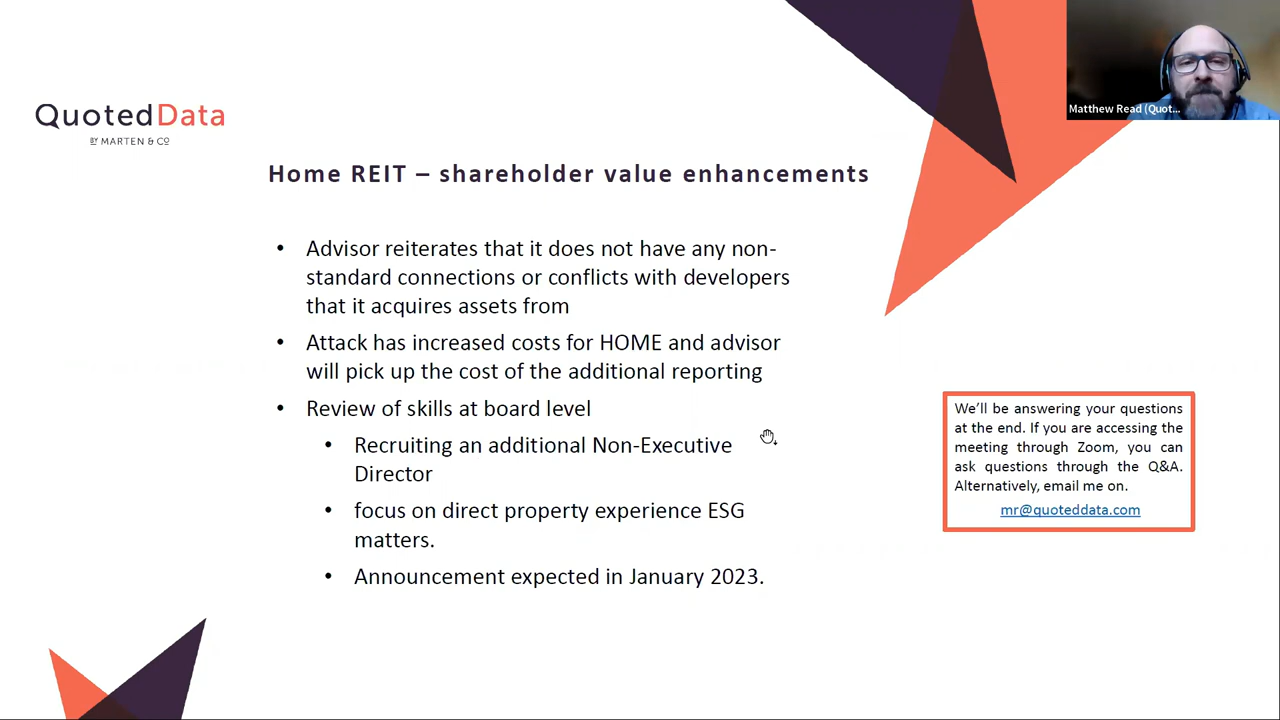 Matthew Read (Quot...
QuotedData
BY MARTEN & CO
Home REIT – shareholder value enhancements
• Advisor reiterates that it does not have any non-
standard connections or conflicts with developers
that it acquires assets from
• Attack has increased costs for HOME and advisor
will pick up the cost of the additional reporting
• Review of skills at board level
• Recruiting an additional Non-Executive
Director
• focus on direct property experience ESG
matters.
• Announcement expected in January 2023.
We'll be answering your questions
at the end. If you are accessing the
meeting through Zoom, you can
ask questions through the Q&A.
Alternatively, email me on.
mr@quoteddata.com